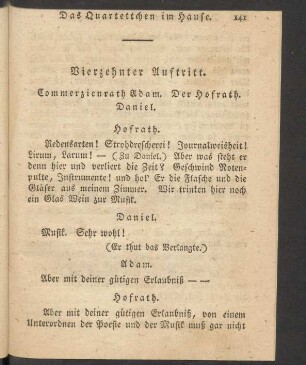 Das Quartettchen im Hause. 141
Vierzehnter Auftritt.
Commerzienrath Adam. Der Hofrath.
Daniel.
Hofrath.
Redensarten! Strohdrescherei! Journalweisheit!
Lirum, Larum! — (Zu Daniel.) Aber was steht er
denn hier und verliert die Zeit? Geschwind Noten-
pulte, Instrumente! und hol' Er die Flasche und die
Gläser aus meinem Zimmer. Wir trinken hier noch
ein Glas Wein zur Musik.
Daniel.
Musik. Sehr wohl!
(Er thut das Verlangte.)
Adam.
Aber mit deiner gütigen Erlaubniß — —
Hofrath.
Aber mit deiner gütigen Erlaubniß, von einem
Unterordnen der Poesie und der Musik muß gar nicht